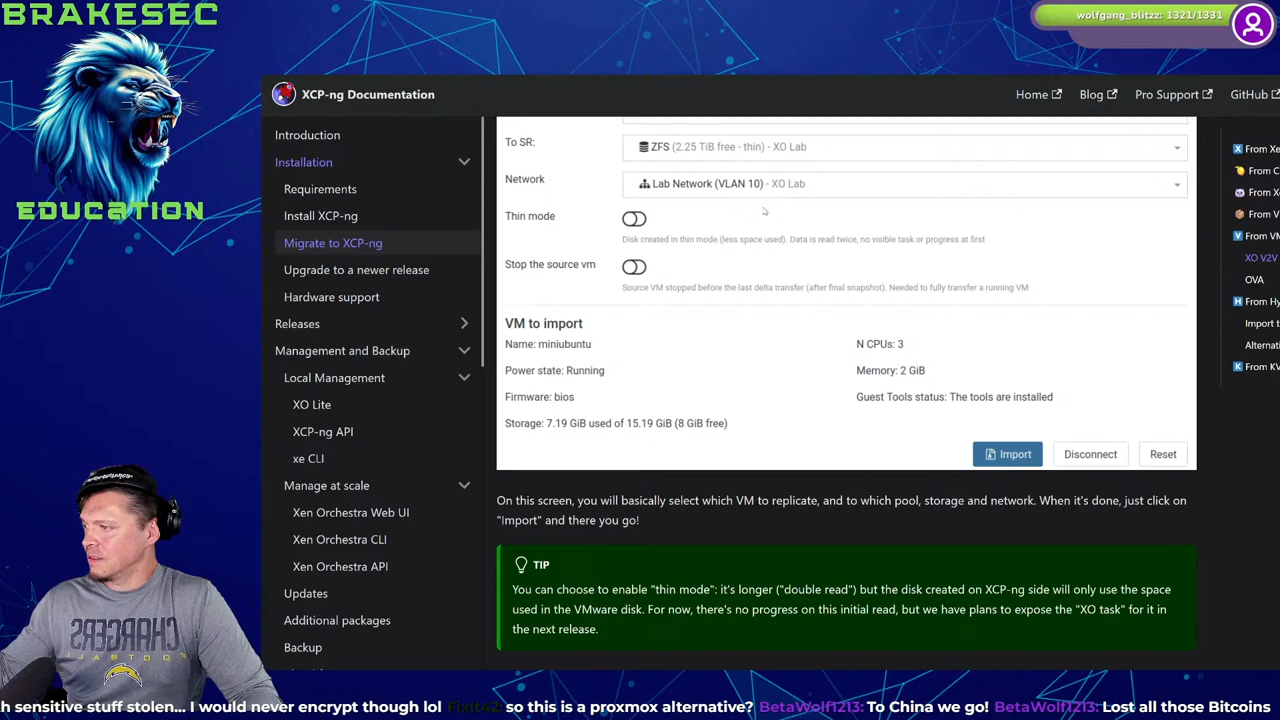 BRAKESEC
EDUCATION
wolfgang_blitzz: 1321/1331
XCP-ng Documentation
Home
Blog
Pro Support
GitHub
Introduction
Installation
Requirements
Install XCP-ng
Migrate to XCP-ng
Upgrade to a newer release
Hardware support
Releases
Management and Backup
Local Management
XO Lite
XCP-ng API
xe CLI
Manage at scale
Xen Orchestra Web UI
Xen Orchestra CLI
Xen Orchestra API
Updates
Additional packages
Backup
To SR:
ZFS (2.25 TiB free - thin) - XO Lab
Network
Lab Network (VLAN 10) - XO Lab
Thin mode
Disk created in thin mode (less space used). Data is read twice, no visible task or progress at first
Stop the source vm
Source VM stopped before the last delta transfer (after final snapshot). Needed to fully transfer a running VM
VM to import
Name: miniubuntu
N CPUs: 3
Power state: Running
Memory: 2 GiB
Firmware: bios
Guest Tools status: The tools are installed
Storage: 7.19 GiB used of 15.19 GiB (8 GiB free)
Import
Disconnect
Reset
On this screen, you will basically select which VM to replicate, and to which pool, storage and network. When it's done, just click on
"Import" and there you go!
TIP
You can choose to enable "thin mode": it's longer ("double read") but the disk created on XCP-ng side will only use the space
used in the VMware disk. For now, there's no progress on this initial read, but we have plans to expose the "XO task" for it in
the next release.
From Xe
From C
From X
From
From VM
XO V2V
OVA
From Hy
Import t
Alternati
From KV
CHARGERS
FOOTBALL
h sensitive stuff stolen... I would never encrypt though lol FixIt42: so this is a proxmox alternative? BetaWolf1213: To China we go! BetaWolf1213: Lost all those Bitcoins